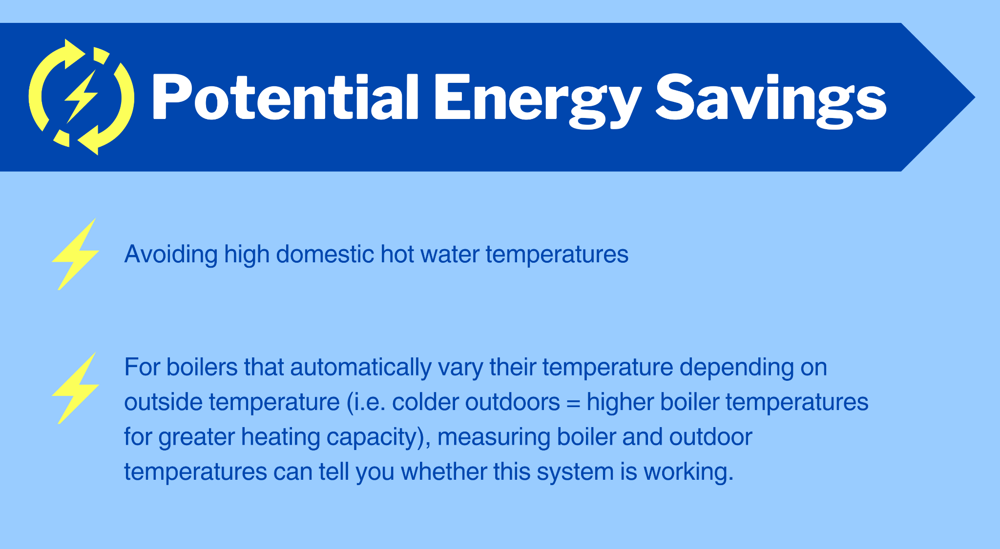 Potential Energy Savings
Avoiding high domestic hot water temperatures
For boilers that automatically vary their temperature depending on
outside temperature (i.e. colder outdoors = higher boiler temperatures
for greater heating capacity), measuring boiler and outdoor
temperatures can tell you whether this system is working.